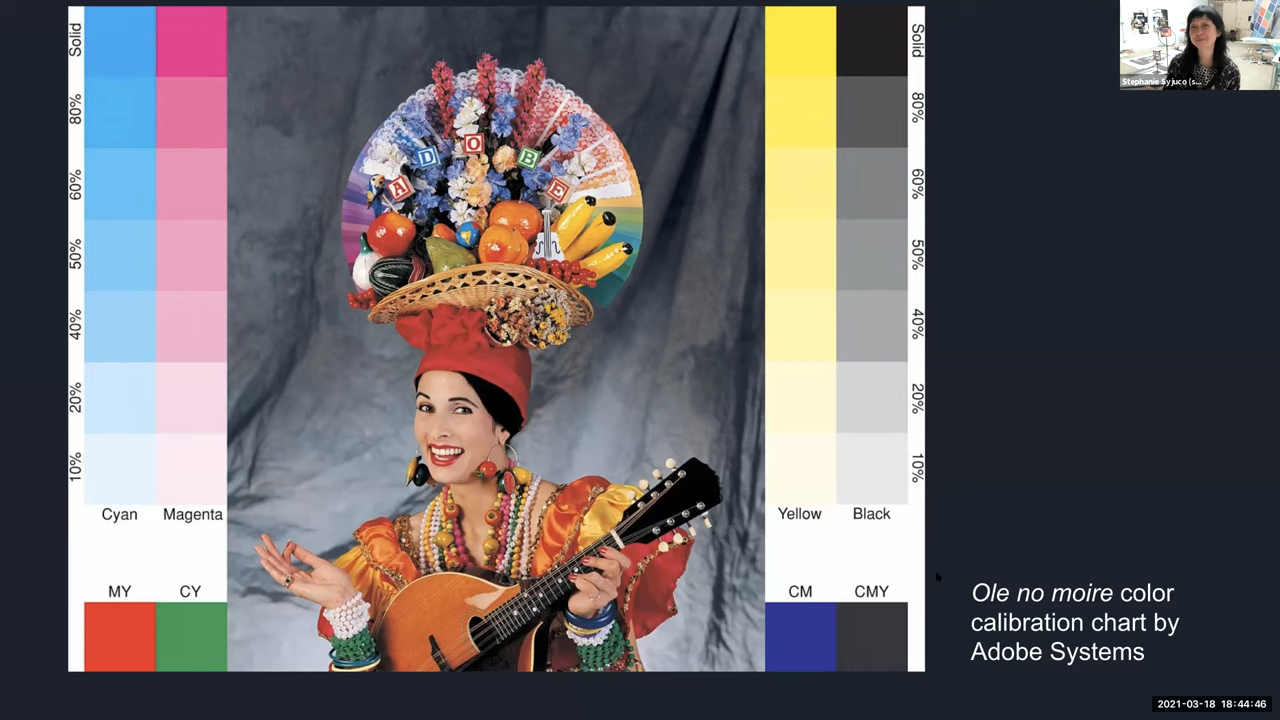 Solid
80%
60%
50%
40%
20%
10%
Cyan Magenta
MY CY
A D O B E
Solid
80%
60%
50%
40%
20%
10%
Yellow Black
CM CMY
Ole no moire color
calibration chart by
Adobe Systems
Stephanie Syjuco (s...
2021-03-18 18:44:46